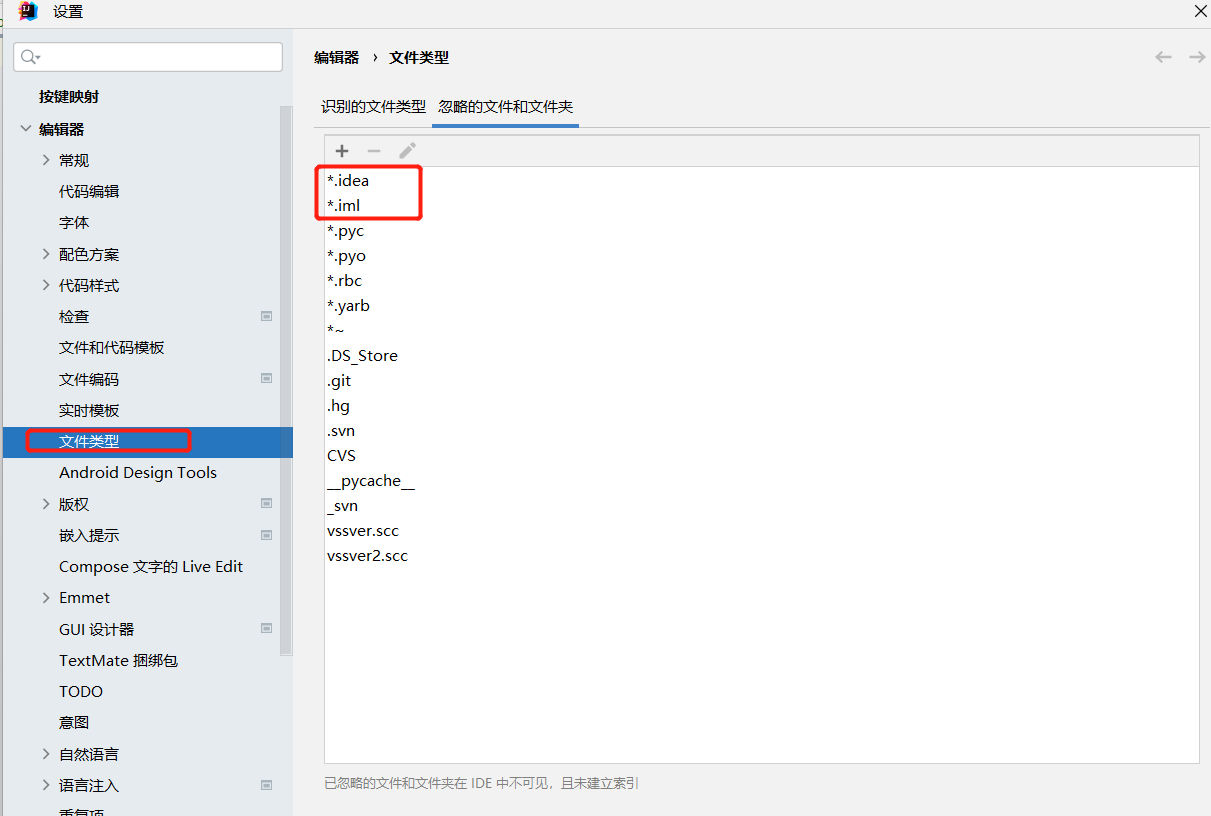 设置
按键映射
编辑器
常规
代码编辑
字体
配色方案
代码样式
检查
文件和代码模板
文件编码
实时模板
文件类型
Android Design Tools
版权
嵌入提示
Compose 文字的 Live Edit
Emmet
GUI 设计器
TextMate 捆绑包
TODO
意图
自然语言
语言注入
重复项
编辑器 › 文件类型
识别的文件类型 忽略的文件和文件夹
*.idea
*.iml
*.pyc
*.pyo
*.rbc
*.yarb
*~
.DS_Store
.git
.hg
.svn
CVS
__pycache__
_svn
vssver.scc
vssver2.scc
已忽略的文件和文件夹在 IDE 中不可见，且未建立索引